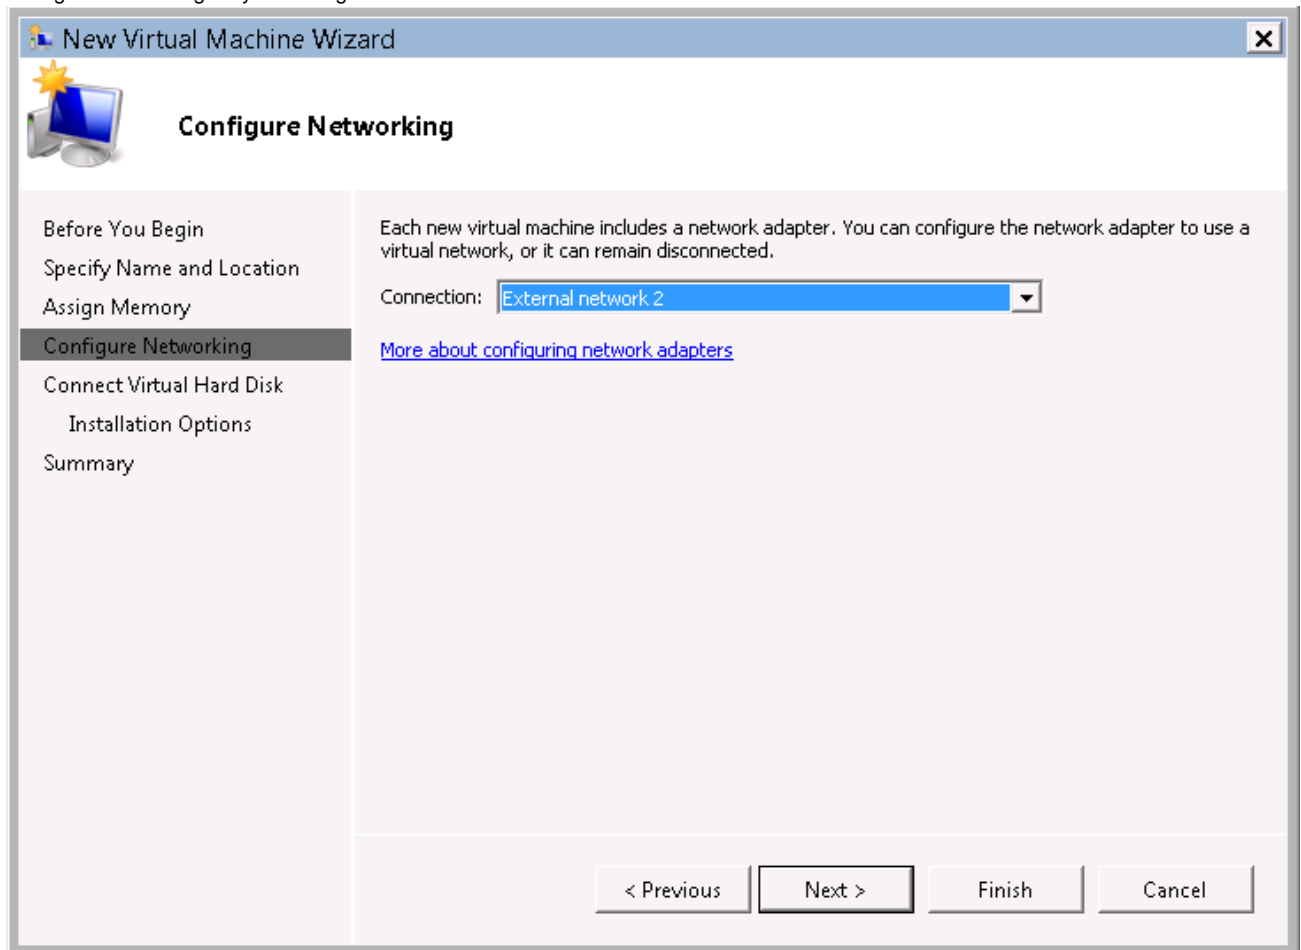 New Virtual Machine Wizard
Configure Networking
Before You Begin
Specify Name and Location
Assign Memory
Configure Networking
Connect Virtual Hard Disk
Installation Options
Summary
Each new virtual machine includes a network adapter. You can configure the network adapter to use a
virtual network, or it can remain disconnected.
Connection: External network 2
More about configuring network adapters
< Previous Next > Finish Cancel